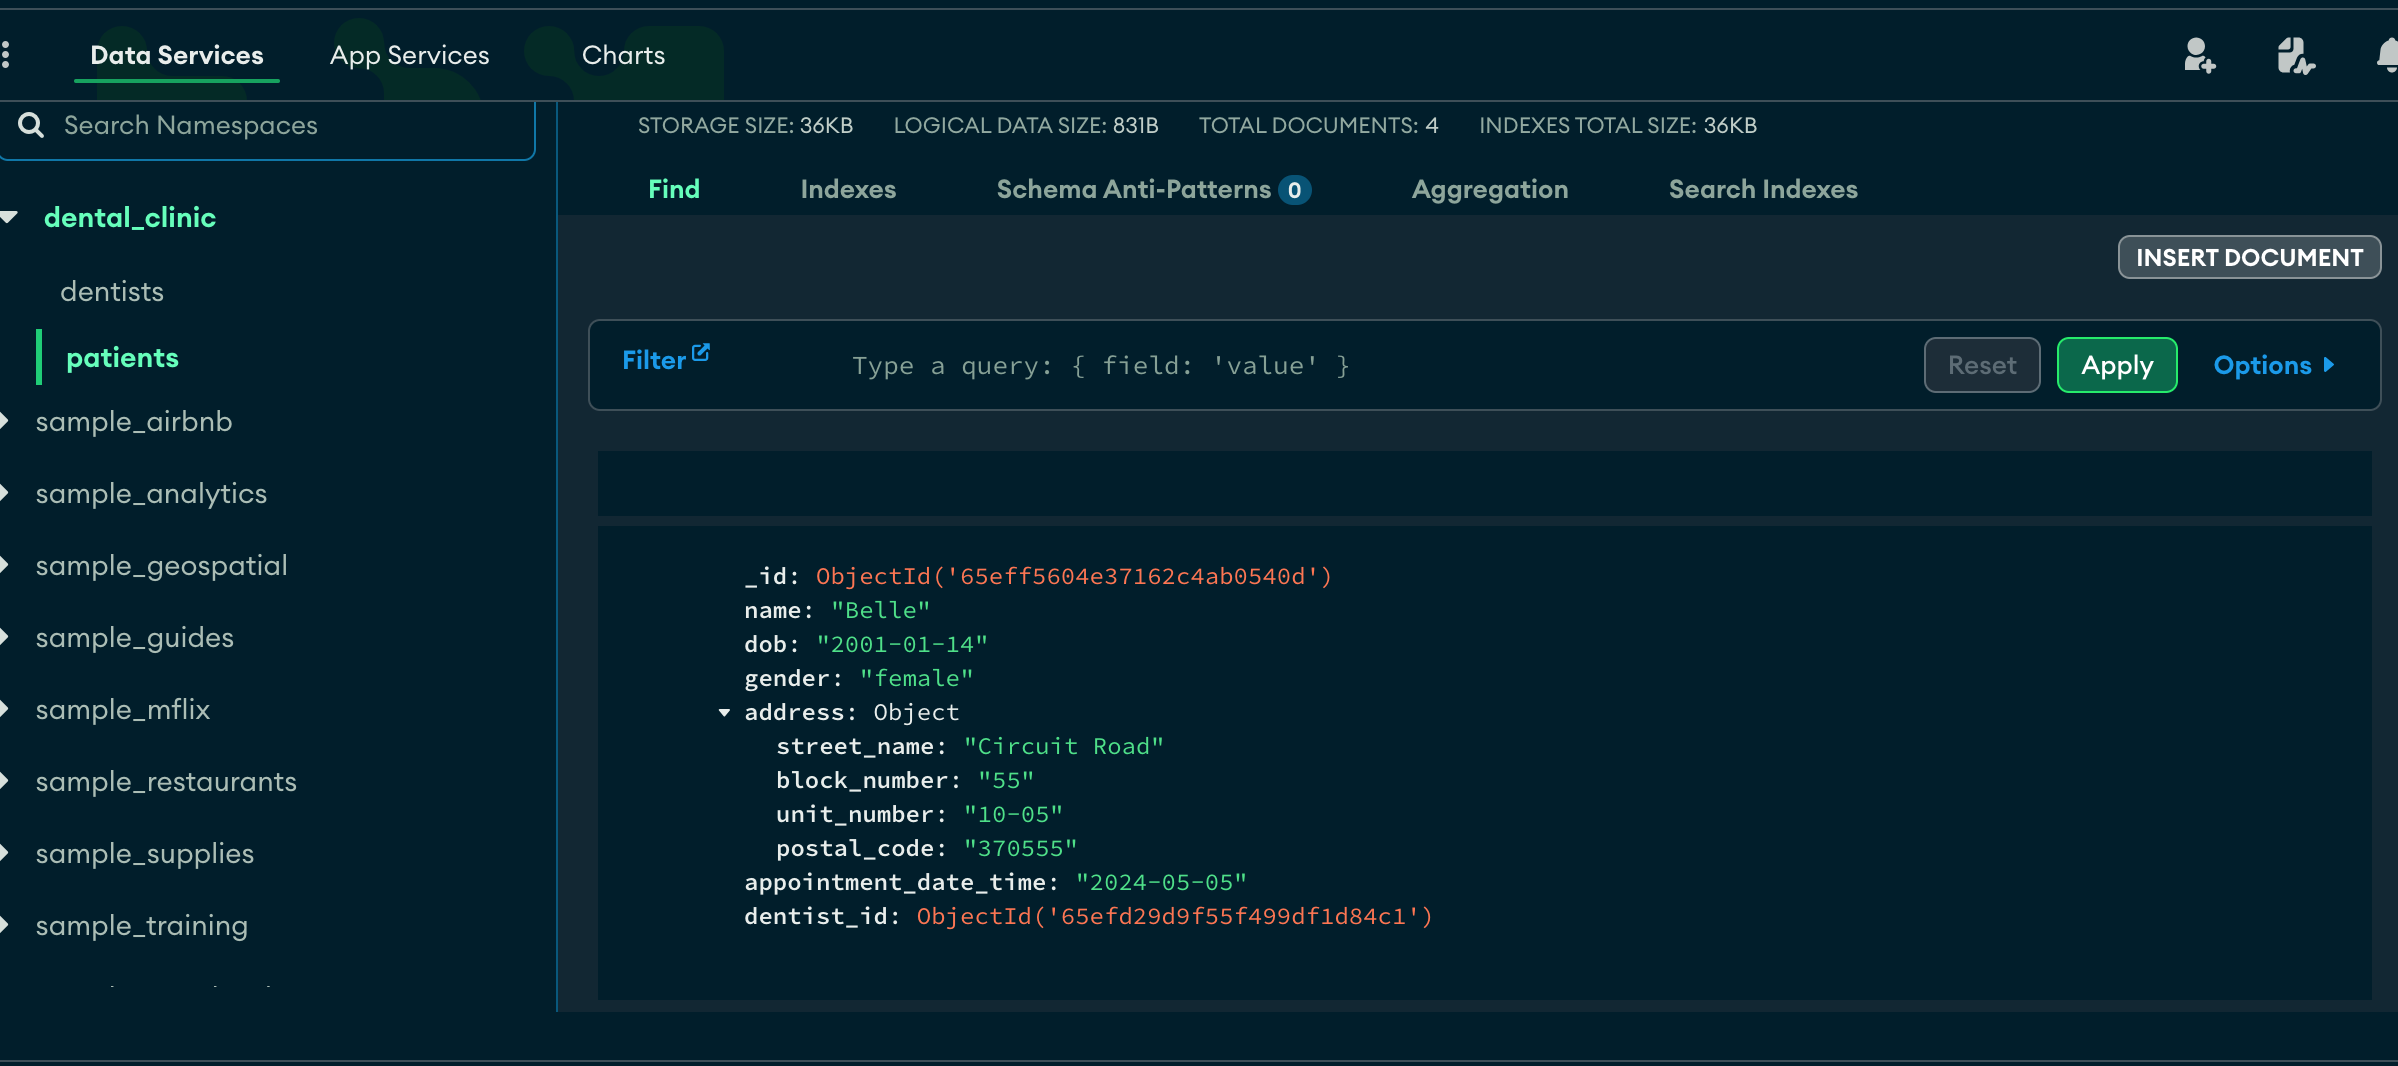 Data Services App Services Charts
Search Namespaces
STORAGE SIZE: 36KB LOGICAL DATA SIZE: 831B TOTAL DOCUMENTS: 4 INDEXES TOTAL SIZE: 36KB
Find Indexes Schema Anti-Patterns 0 Aggregation Search Indexes
dental_clinic
dentists
patients
sample_airbnb
sample_analytics
sample_geospatial
sample_guides
sample_mflix
sample_restaurants
sample_supplies
sample_training
INSERT DOCUMENT
Filter Type a query: { field: 'value' } Reset Apply Options
_id: ObjectId('65eff5604e37162c4ab0540d')
name: "Belle"
dob: "2001-01-14"
gender: "female"
address: Object
street_name: "Circuit Road"
block_number: "55"
unit_number: "10-05"
postal_code: "370555"
appointment_date_time: "2024-05-05"
dentist_id: ObjectId('65efd29d9f55f499df1d84c1')